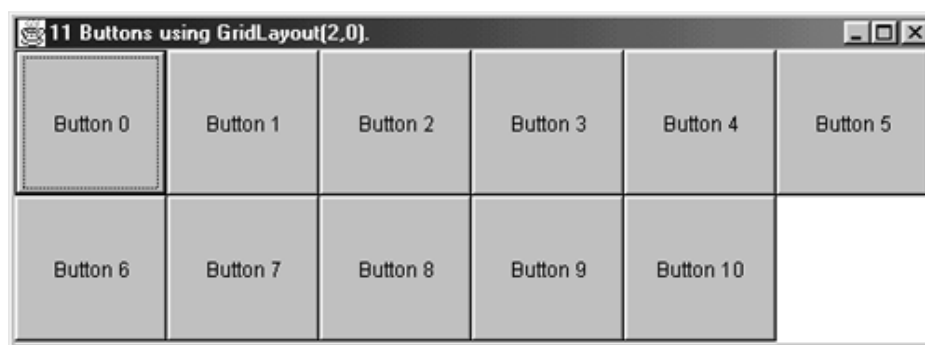 11 Buttons using GridLayout(2,0).
Button 0 Button 1 Button 2 Button 3 Button 4 Button 5
Button 6 Button 7 Button 8 Button 9 Button 10